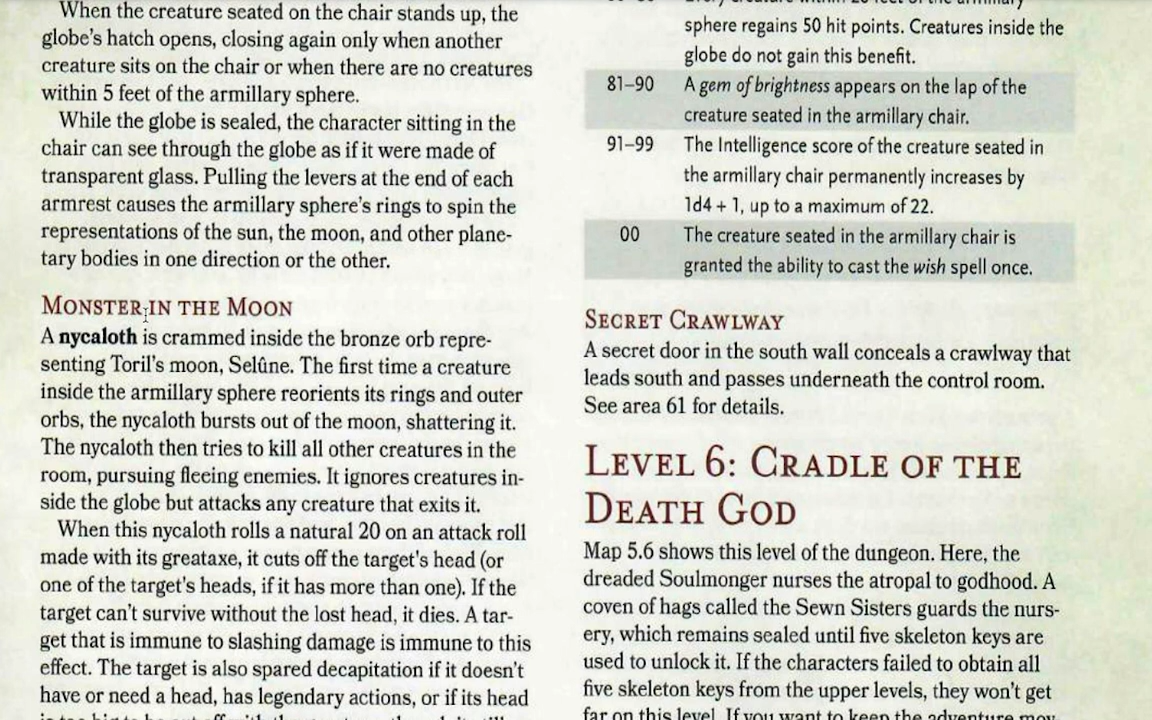 When the creature seated on the chair stands up, the
globe's hatch opens, closing again only when another
creature sits on the chair or when there are no creatures
within 5 feet of the armillary sphere.
While the globe is sealed, the character sitting in the
chair can see through the globe as if it were made of
transparent glass. Pulling the levers at the end of each
armrest causes the armillary sphere's rings to spin the
representations of the sun, the moon, and other plane-
tary bodies in one direction or the other.
Monster in the Moon
A nycaloth is crammed inside the bronze orb repre-
senting Toril's moon, Selûne. The first time a creature
inside the armillary sphere reorients its rings and outer
orbs, the nycaloth bursts out of the moon, shattering it.
The nycaloth then tries to kill all other creatures in the
room, pursuing fleeing enemies. It ignores creatures in-
side the globe but attacks any creature that exits it.
When this nycaloth rolls a natural 20 on an attack roll
made with its greataxe, it cuts off the target's head (or
one of the target's heads, if it has more than one). If the
target can't survive without the lost head, it dies. A tar-
get that is immune to slashing damage is immune to this
effect. The target is also spared decapitation if it doesn't
have or need a head, has legendary actions, or if its head
sphere regains 50 hit points. Creatures inside the
globe do not gain this benefit.
81–90 A gem of brightness appears on the lap of the
creature seated in the armillary chair.
91–99 The Intelligence score of the creature seated in
the armillary chair permanently increases by
1d4 + 1, up to a maximum of 22.
00 The creature seated in the armillary chair is
granted the ability to cast the wish spell once.
Secret Crawlway
A secret door in the south wall conceals a crawlway that
leads south and passes underneath the control room.
See area 61 for details.
Level 6: Cradle of the
Death God
Map 5.6 shows this level of the dungeon. Here, the
dreaded Soulmonger nurses the atropal to godhood. A
coven of hags called the Sewn Sisters guards the nurs-
ery, which remains sealed until five skeleton keys are
used to unlock it. If the characters failed to obtain all
five skeleton keys from the upper levels, they won't get
far on this level. If you want to keep the adventure mov-